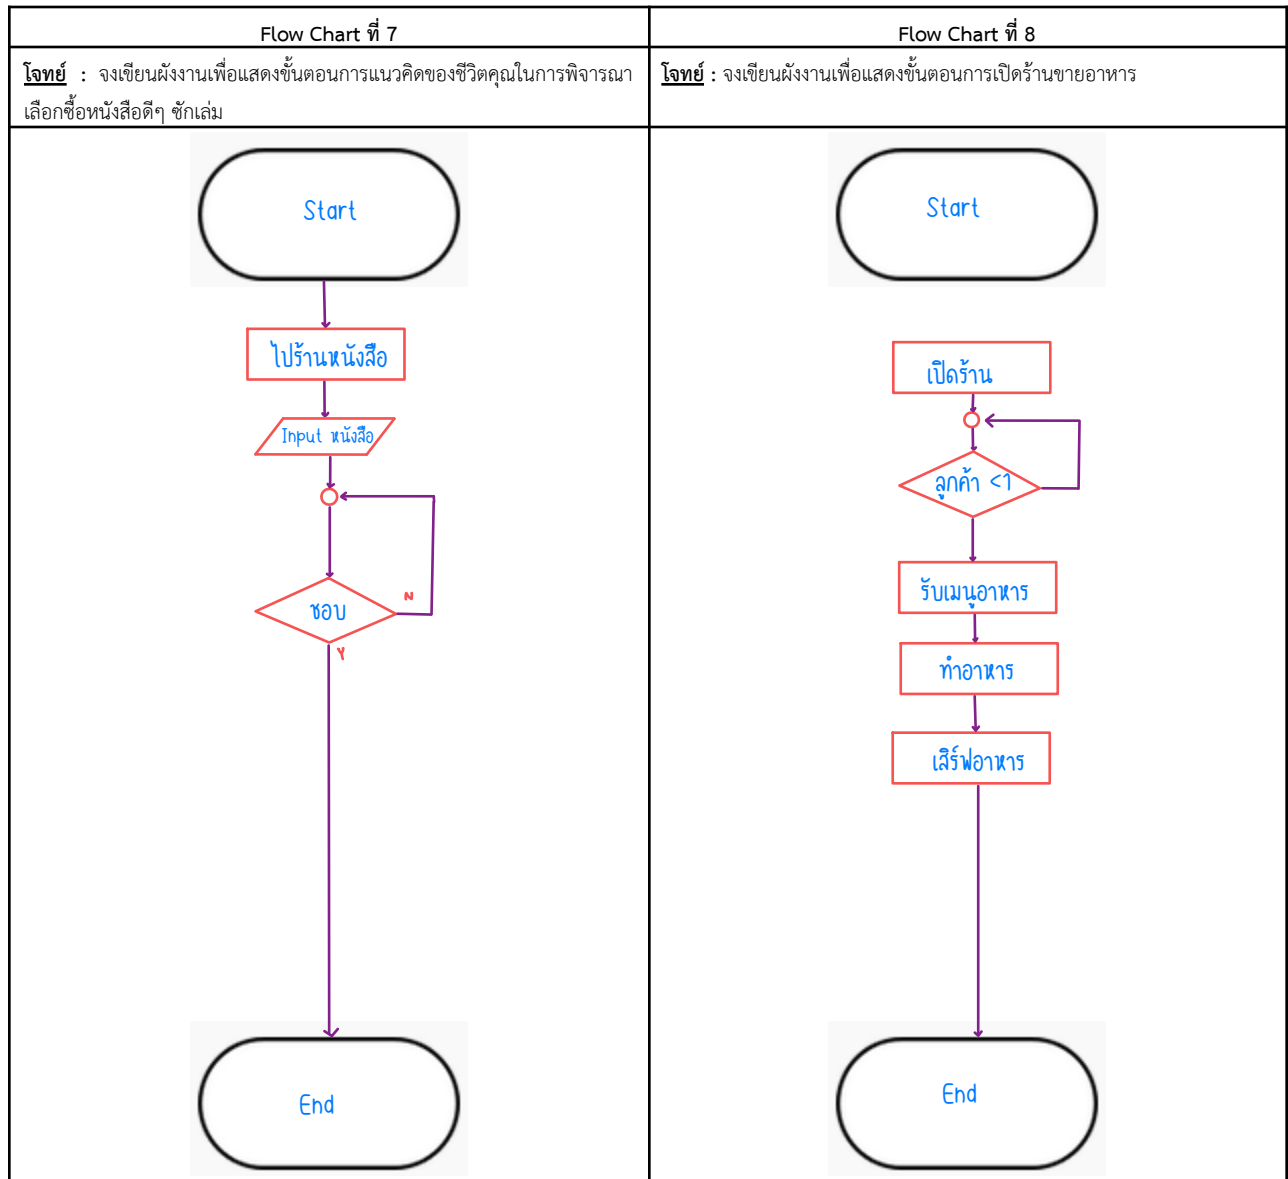 Flow Chart ที่ 7
โจทย์ : จงเขียนผังงานเพื่อแสดงขั้นตอนการแนวคิดของชีวิตคุณในการพิจารณา
เลือกซื้อหนังสือดีๆ ซักเล่ม
Start
ไปร้านหนังสือ
Input หนังสือ
ชอบ
N
Y
End
Flow Chart ที่ 8
โจทย์ : จงเขียนผังงานเพื่อแสดงขั้นตอนการเปิดร้านขายอาหาร
Start
เปิดร้าน
ลูกค้า <1
รับเมนูอาหาร
ทำอาหาร
เสิร์ฟอาหาร
End